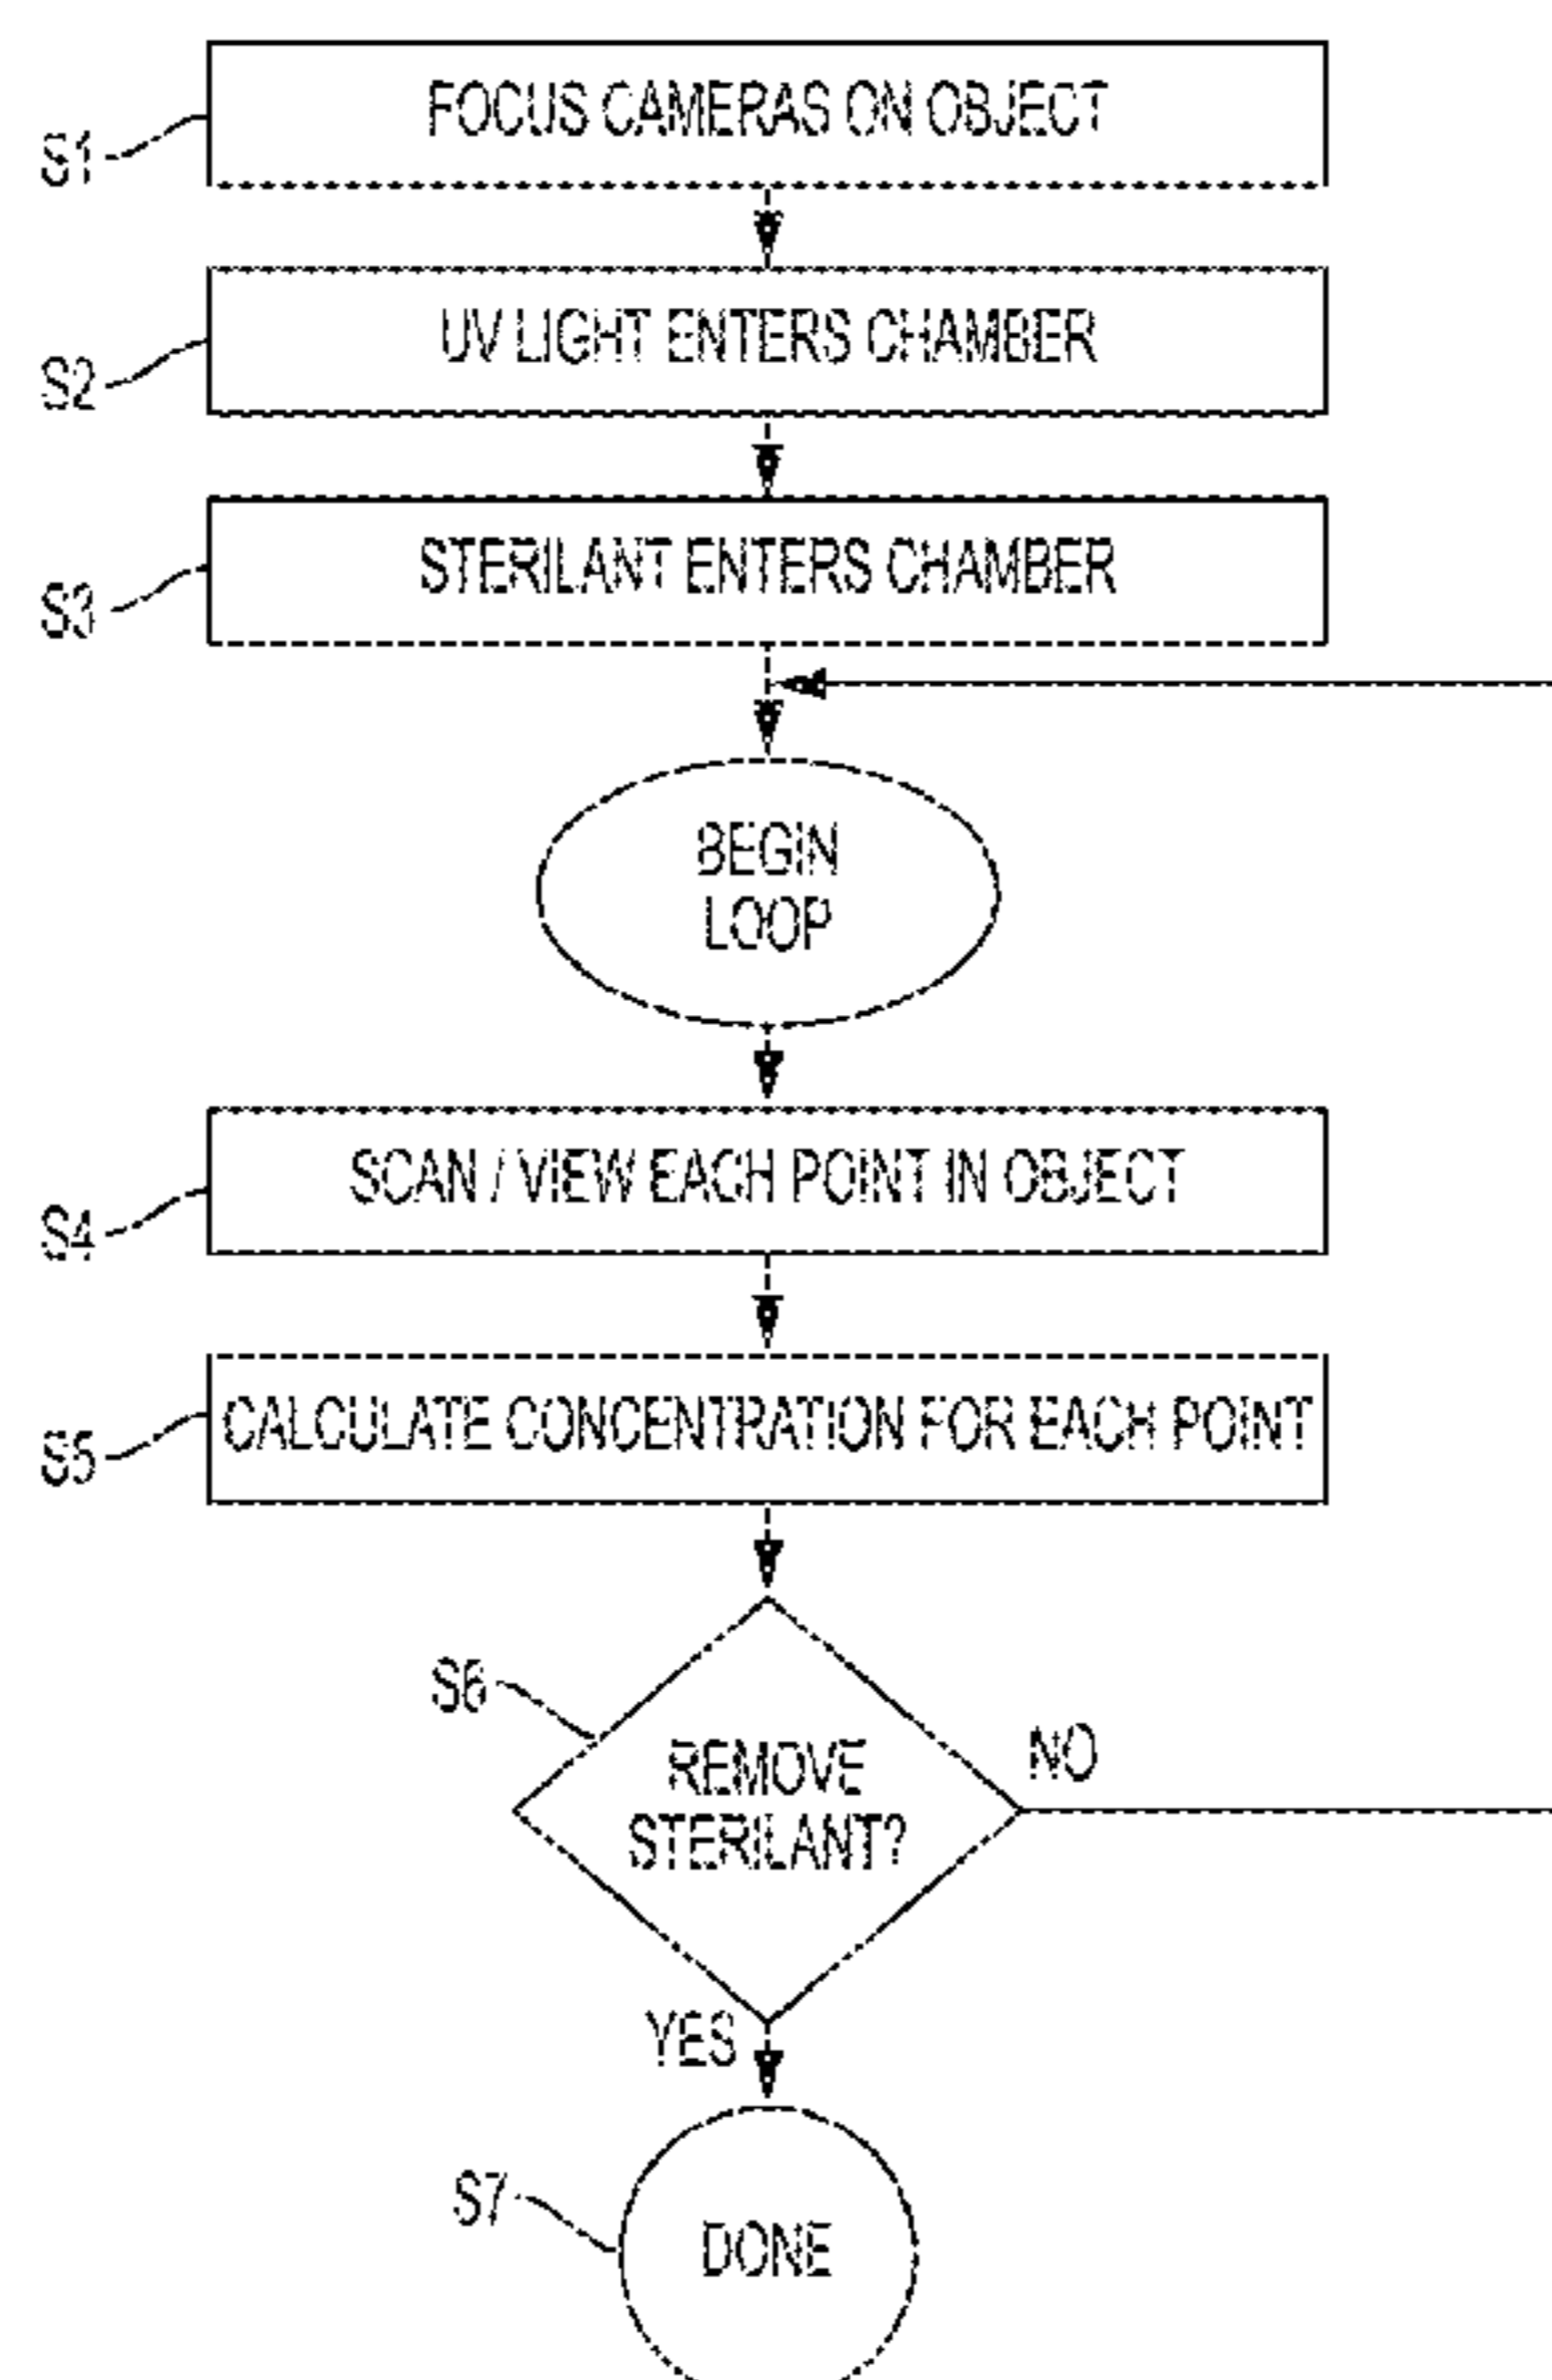 FOCUS CAMERAS ON OBJECT
S1
UV LIGHT ENTERS CHAMBER
S2
STERILANT ENTERS CHAMBER
S3
BEGIN
LOOP
SCAN / VIEW EACH POINT IN OBJECT
S4
CALCULATE CONCENTRATION FOR EACH POINT
S5
S6
REMOVE
STERILANT?
NO
YES
S7
DONE